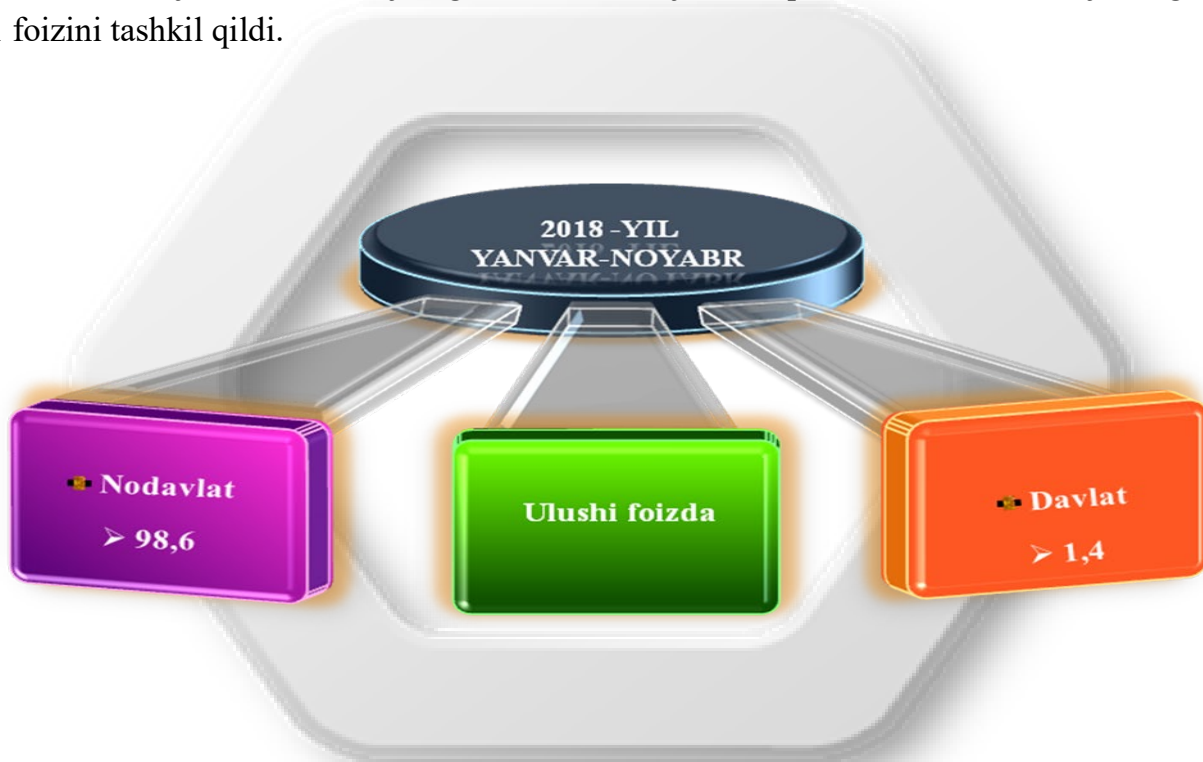 foizini tashkil qildi.
2018 -YIL
YANVAR-NOYABR
Nodavlat
➢ 98,6
Ulushi foizda
Davlat
➢ 1,4